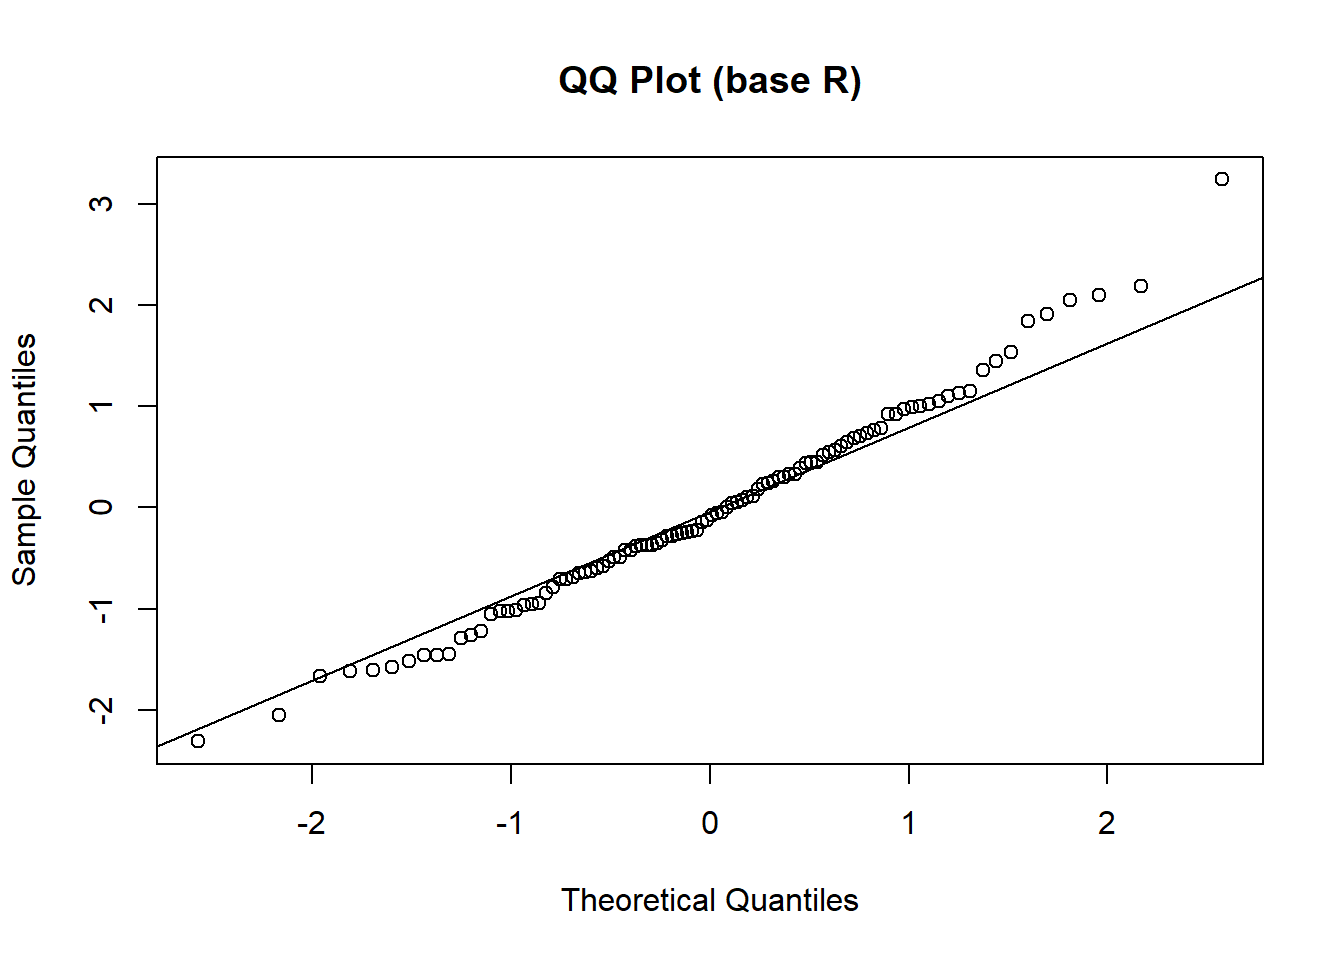 QQ Plot (base R)
Sample Quantiles
3
2
1
0
-1
-2
-2 -1 0 1 2
Theoretical Quantiles